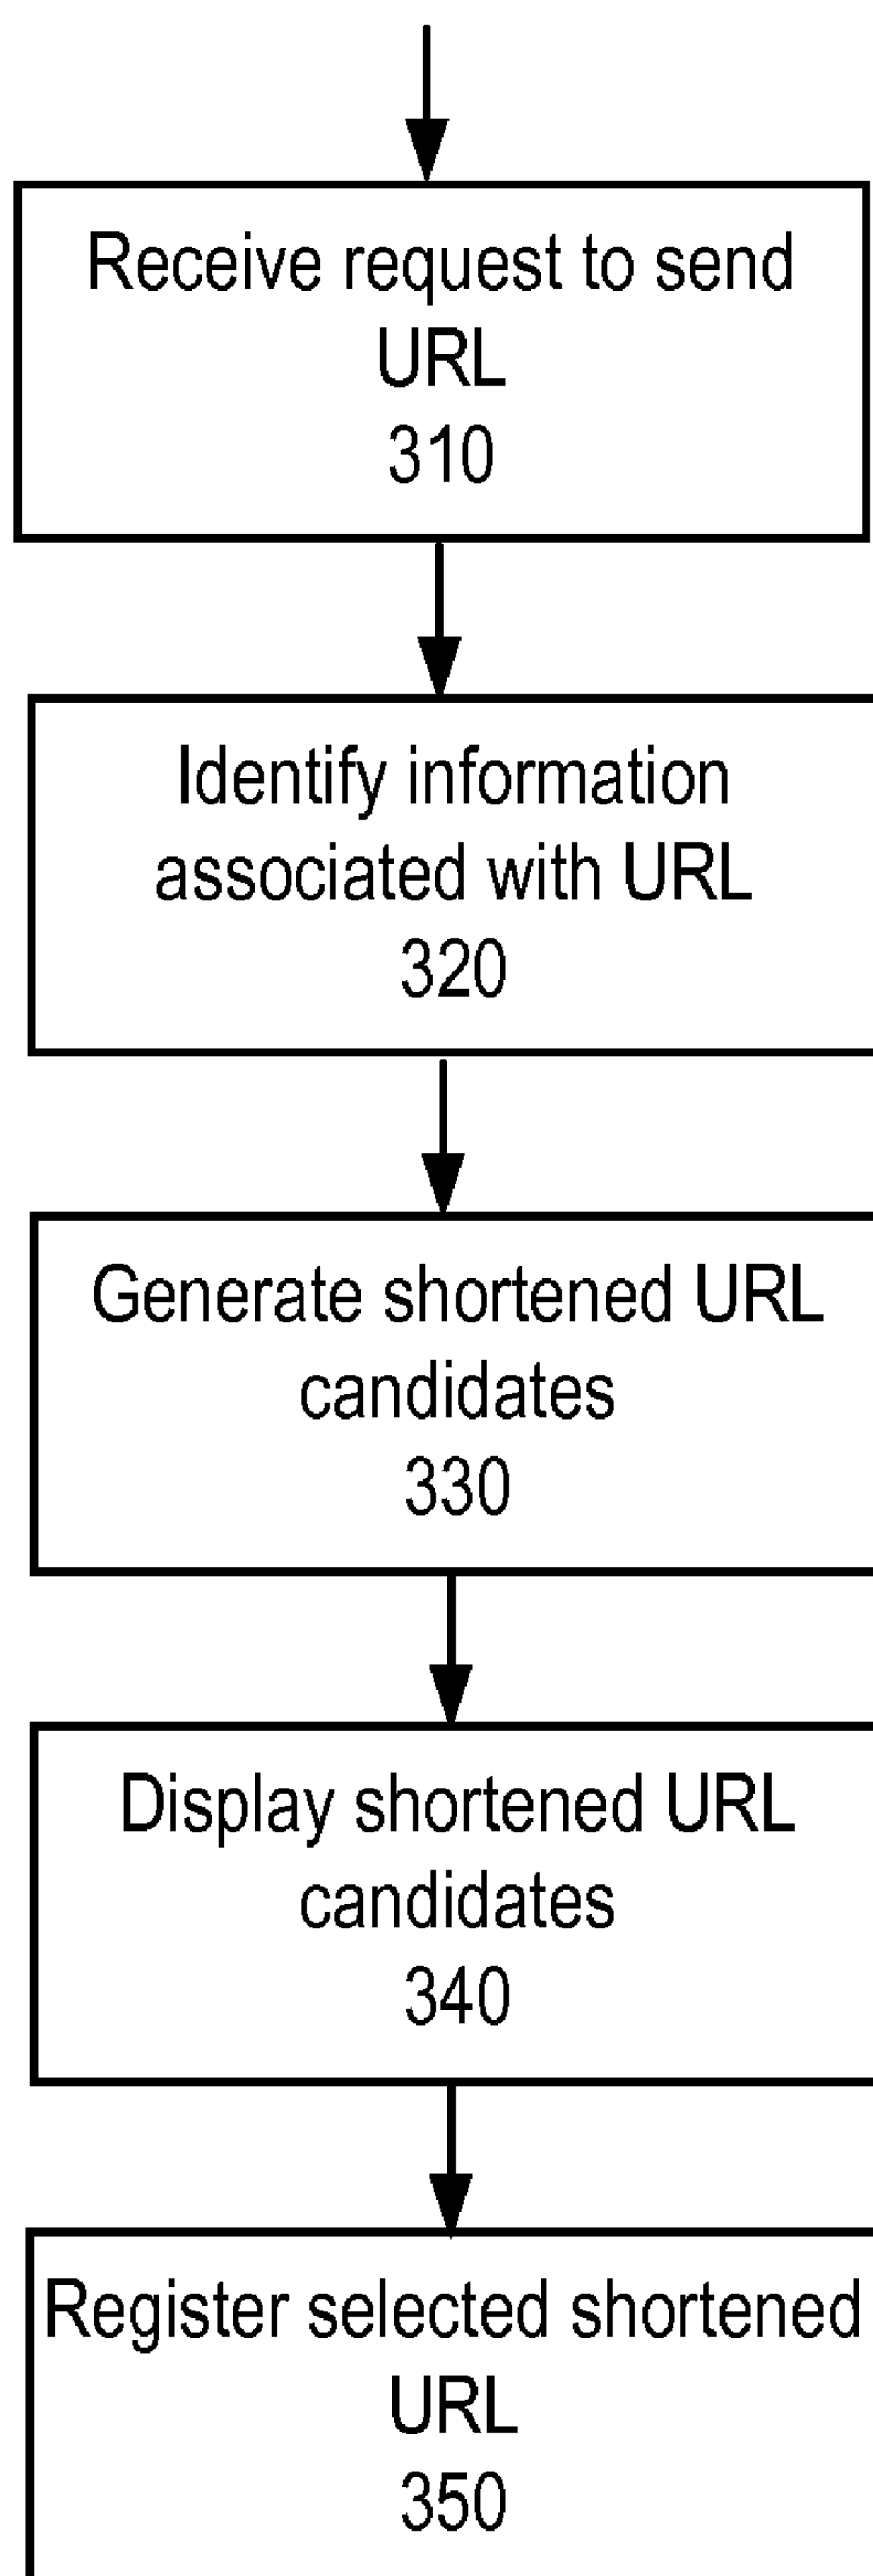 Receive request to send
URL
310
Identify information
associated with URL
320
Generate shortened URL
candidates
330
Display shortened URL
candidates
340
Register selected shortened
URL
350